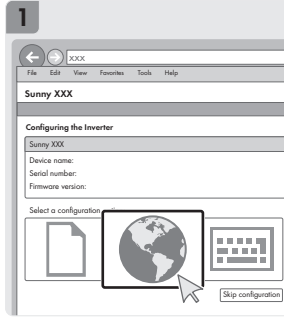 1
xxx
File Edit View Favorites Tools Help
Sunny XXX
Configuring the Inverter
Sunny XXX
Device name:
Serial number:
Firmware version:
Select a configuration
Skip configuration